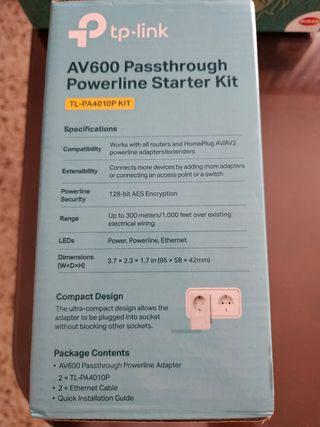 tp-link
AV600 Passthrough
Powerline Starter Kit
TL-PA4010P KIT
Specifications
Compatibility
Works with all routers and HomePlug AV/AV2
powerline adapters/extenders
Extensibility
Connects more devices by adding more adapters
or connecting an access point or a switch
Powerline
Security
128-bit AES Encryption
Range
Up to 300 meters/1,000 feet over existing
electrical wiring
LEDs
Power, Powerline, Ethernet
Dimensions
(W×D×H)
3.7 × 2.3 × 1.7 in (95 × 58 × 42mm)
Compact Design
The ultra-compact design allows the
adapter to be plugged into socket
without blocking other sockets.
Package Contents
• AV600 Passthrough Powerline Adapter
2 × TL-PA4010P
• 2 × Ethernet Cable
• Quick Installation Guide